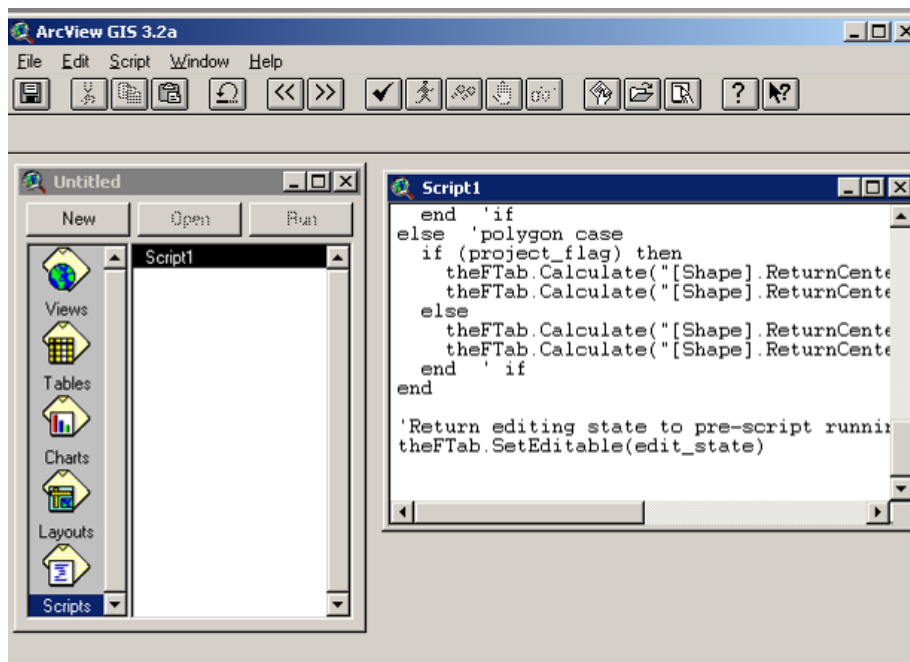 ArcView GIS 3.2a
File Edit Script Window Help
Untitled
New Open Run
Script1
Views
Tables
Charts
Layouts
Scripts
Script1
end 'if
else 'polygon case
if (project_flag) then
theFTab.Calculate("[Shape].ReturnCente
theFTab.Calculate("[Shape].ReturnCente
else
theFTab.Calculate("[Shape].ReturnCente
theFTab.Calculate("[Shape].ReturnCente
end ' if
end
'Return editing state to pre-script runnin
theFTab.SetEditable(edit_state)